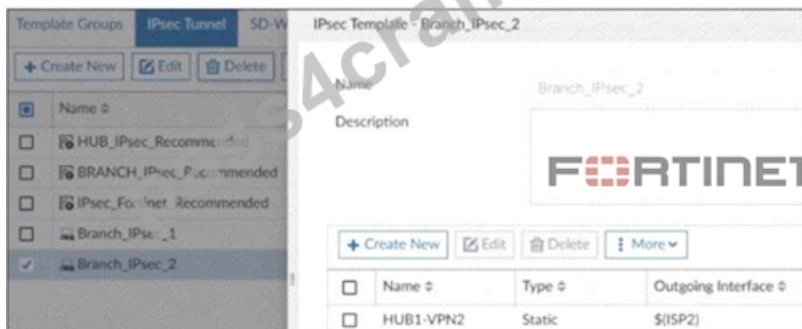 Template Groups IPsec Tunnel SD-W
+ Create New Edit Delete
Name
HUB_IPsec_Recommended
BRANCH_IPsec_Recommended
IPsec_Fortinet_Recommended
Branch_IPsec_1
Branch_IPsec_2
IPsec Template - Branch_IPsec_2
Name Branch_IPsec_2
Description
FORTINET
+ Create New Edit Delete More
Name Type Outgoing Interface
HUB1-VPN2 Static $(ISP2)